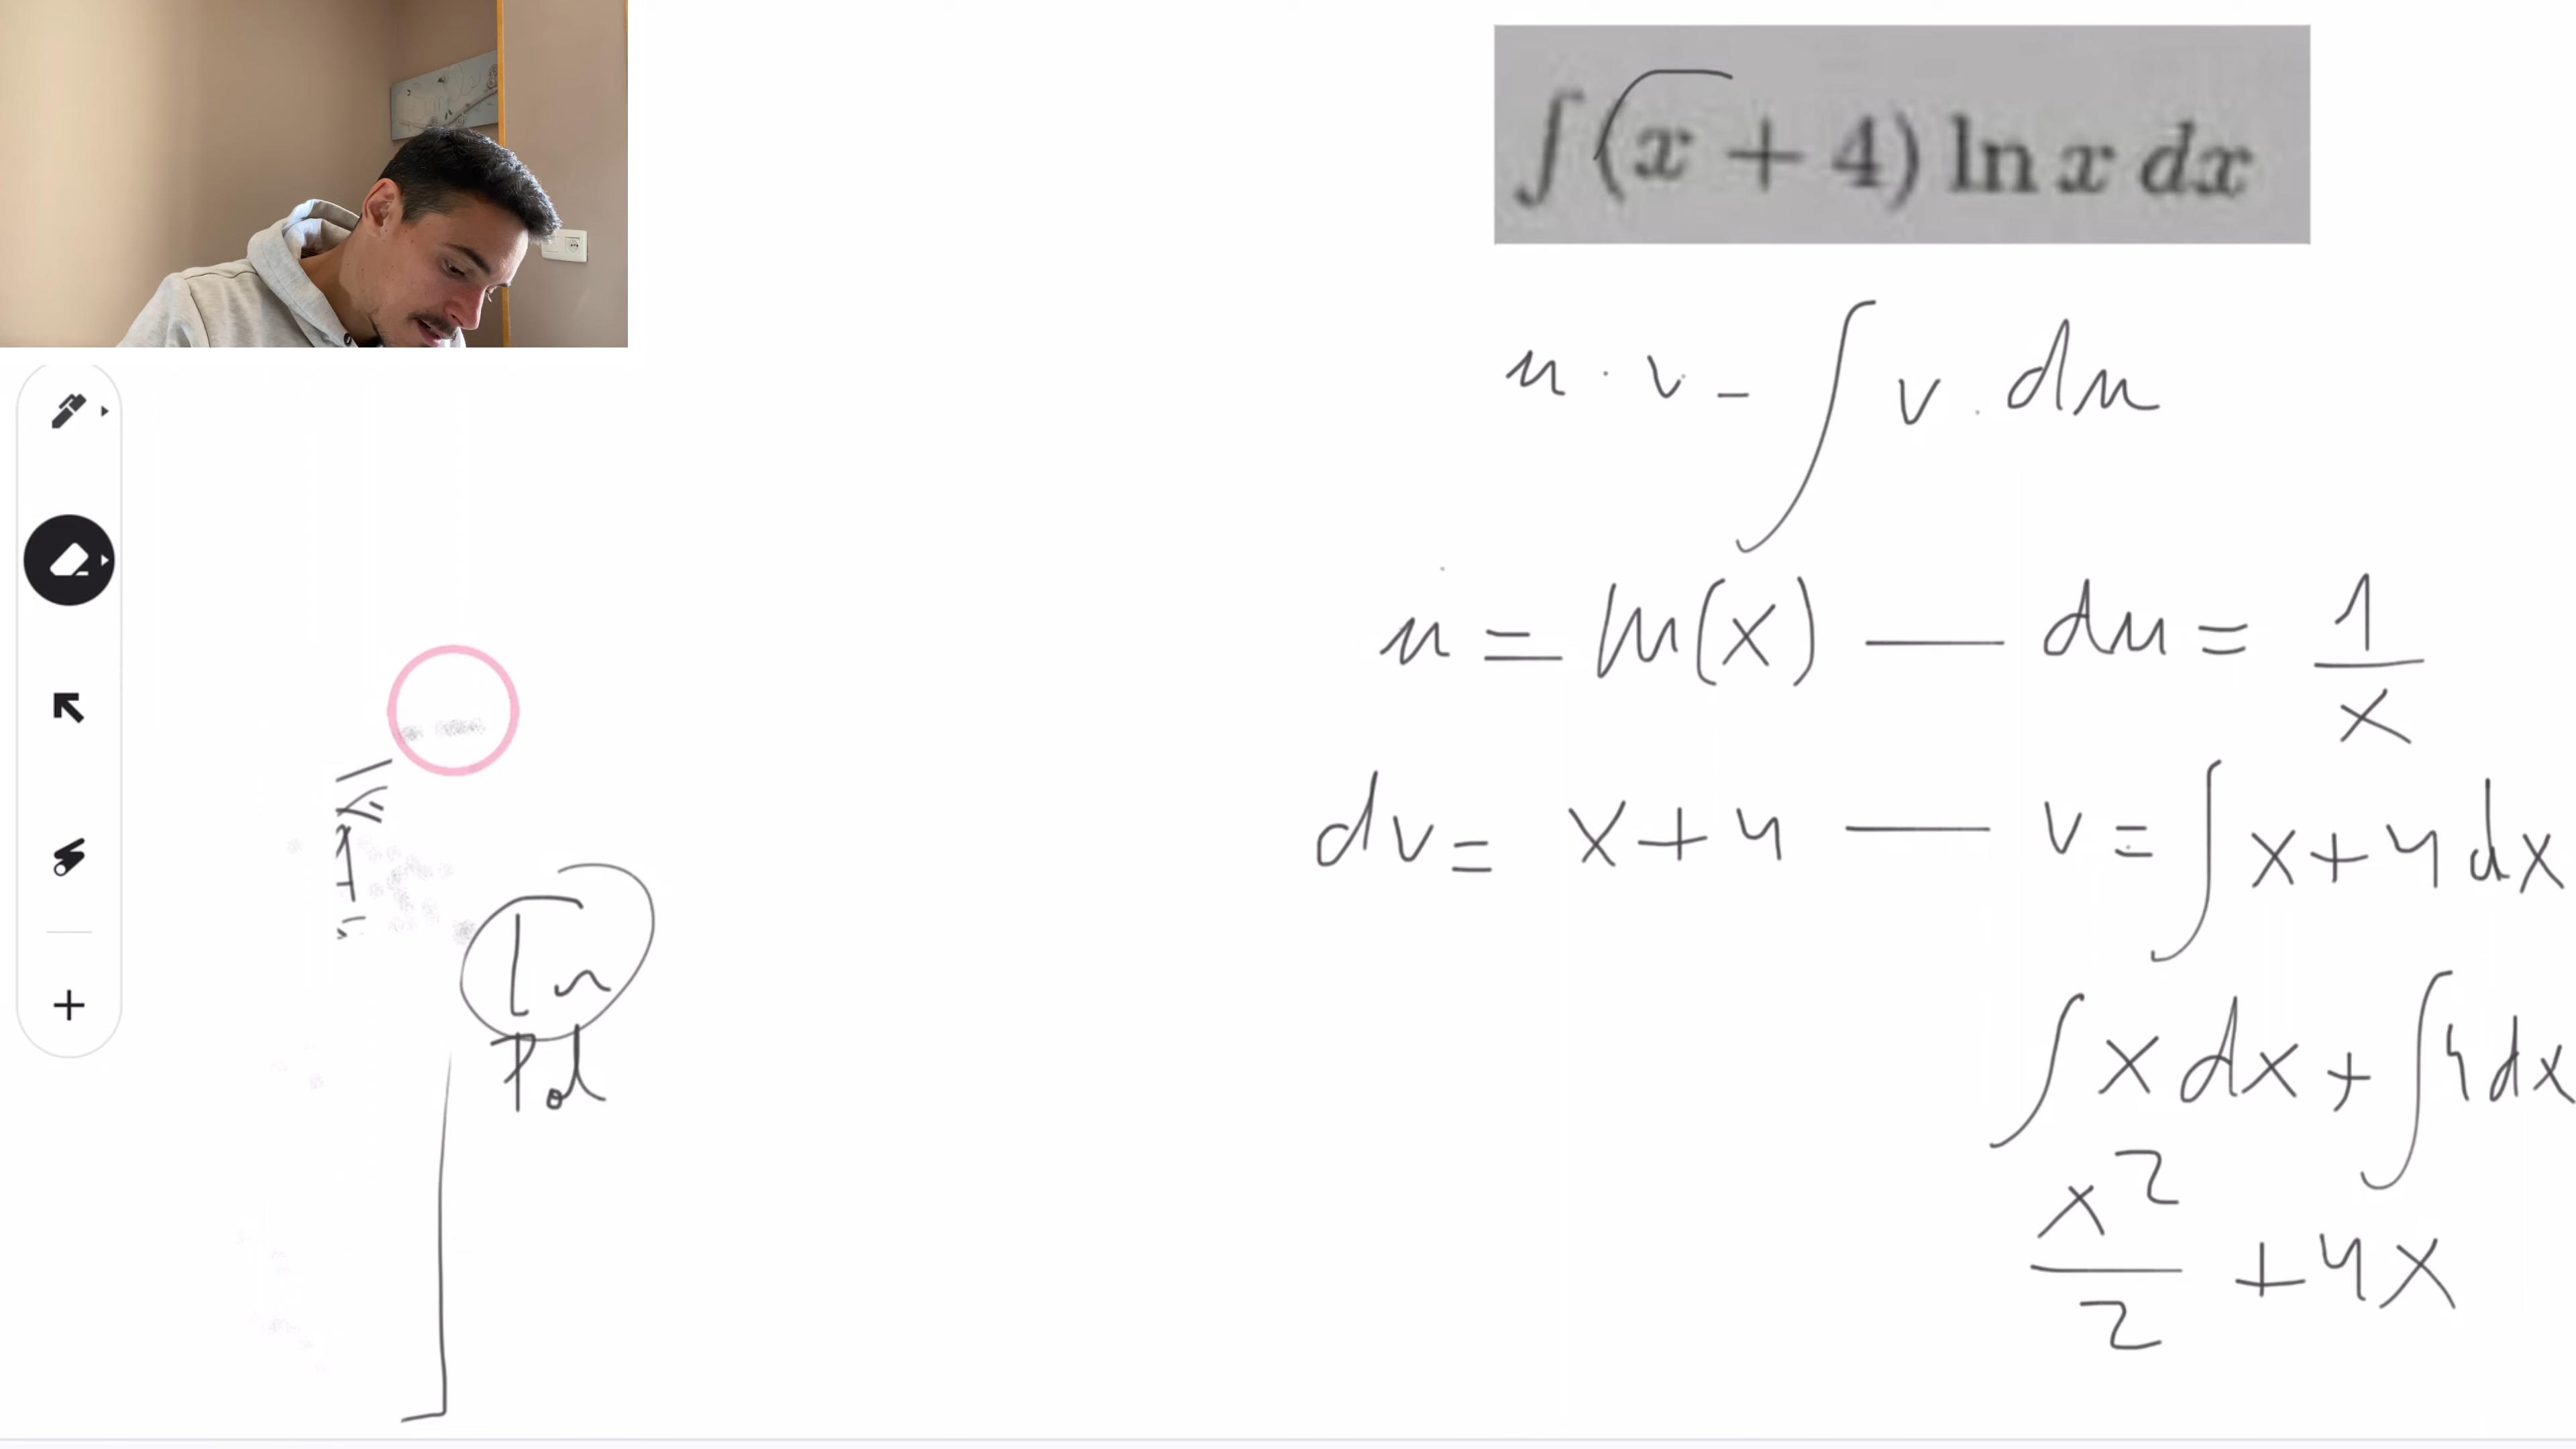 ∫(x + 4) ln x dx
u · v - ∫ v · du
u = ln(x) — du = 1/x
dv = x+4 — v = ∫ x+4 dx
∫ x dx + ∫ 4 dx
x²/2 + 4x
Ln
Pol